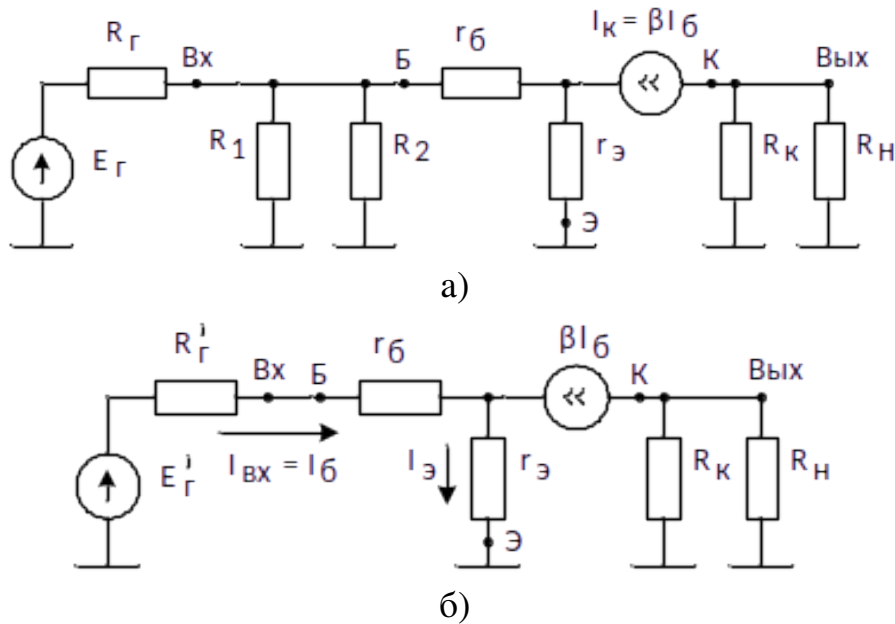 R г
Вх
Б
r б
I к = βI б
К
Вых
E г
R 1
R 2
r э
Э
R к
R н
а)
R г '
Вх
Б
r б
βI б
К
Вых
E г '
I вх = I б
I э
r э
Э
R к
R н
б)